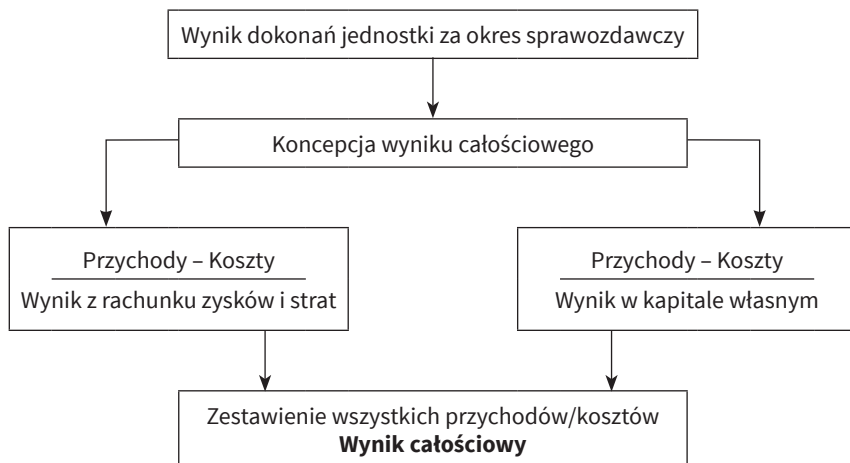 Wynik dokonań jednostki za okres sprawozdawczy
Koncepcja wyniku całościowego
Przychody – Koszty
Wynik z rachunku zysków i strat
Przychody – Koszty
Wynik w kapitale własnym
Zestawienie wszystkich przychodów/kosztów
Wynik całościowy